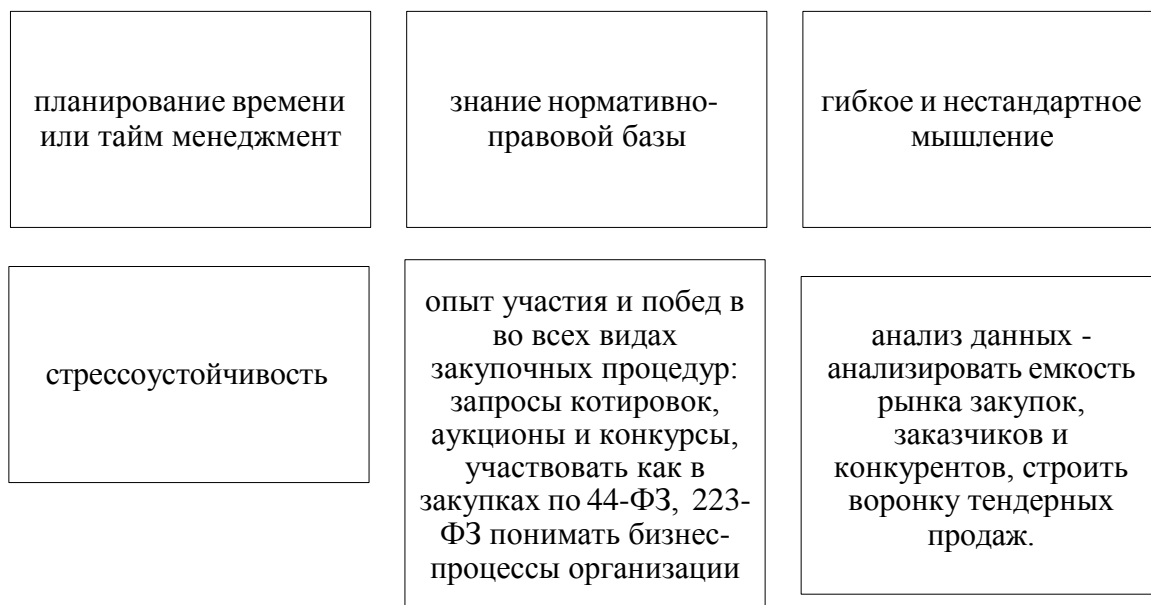 планирование времени
или тайм менеджмент
знание нормативно-
правовой базы
гибкое и нестандартное
мышление
стрессоустойчивость
опыт участия и побед в
во всех видах
закупочных процедур:
запросы котировок,
аукционы и конкурсы,
участвовать как в
закупках по 44-ФЗ, 223-
ФЗ понимать бизнес-
процессы организации
анализ данных -
анализировать емкость
рынка закупок,
заказчиков и
конкурентов, строить
воронку тендерных
продаж.